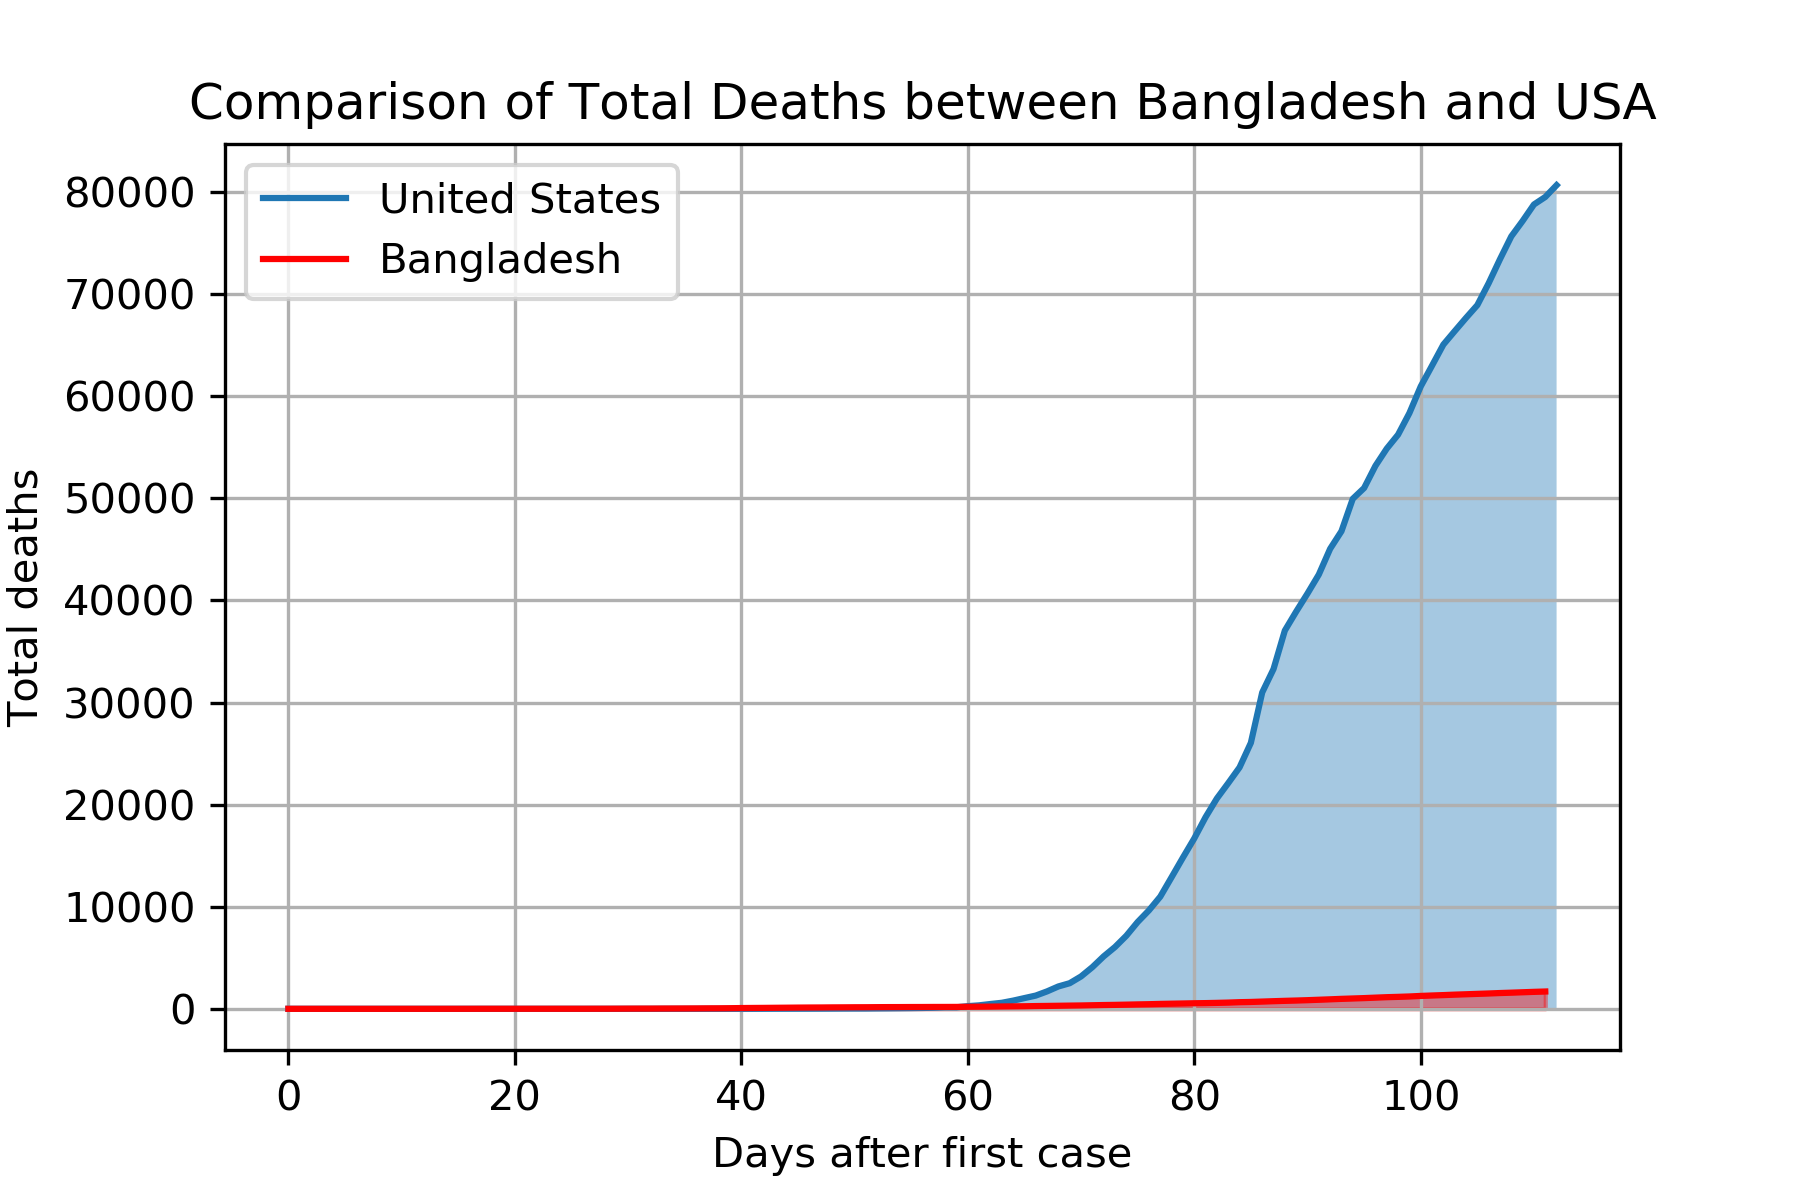 Comparison of Total Deaths between Bangladesh and USA
United States
Bangladesh
80000
70000
60000
50000
40000
30000
20000
10000
0
Total deaths
0 20 40 60 80 100
Days after first case